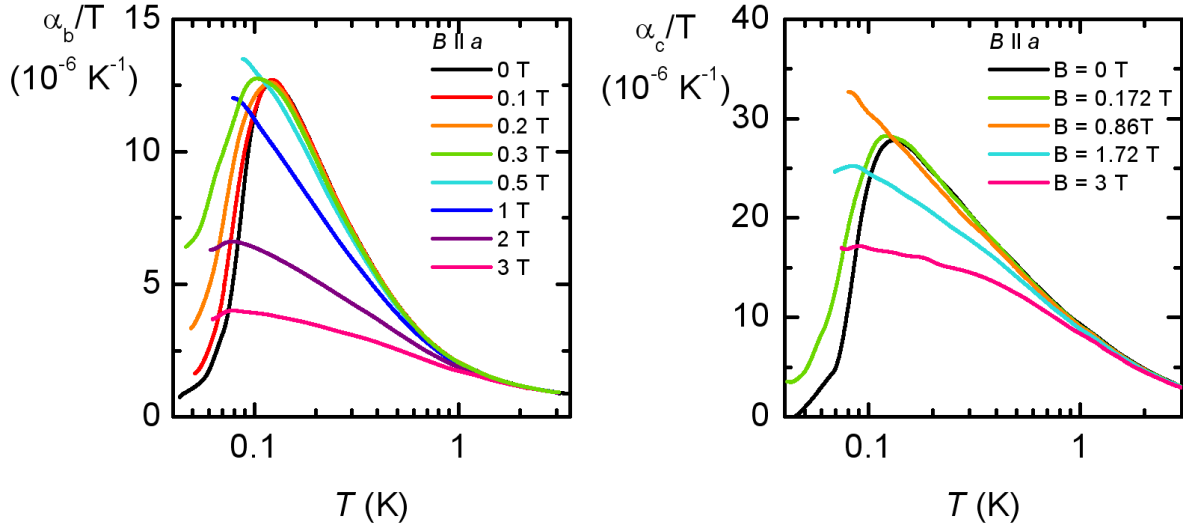 α_b/T
(10⁻⁶ K⁻¹)
15
10
5
0
B ll a
0 T
0.1 T
0.2 T
0.3 T
0.5 T
1 T
2 T
3 T
0.1
1
T (K)
α_c/T
(10⁻⁶ K⁻¹)
40
30
20
10
0
B ll a
B = 0 T
B = 0.172 T
B = 0.86T
B = 1.72 T
B = 3 T
0.1
1
T (K)